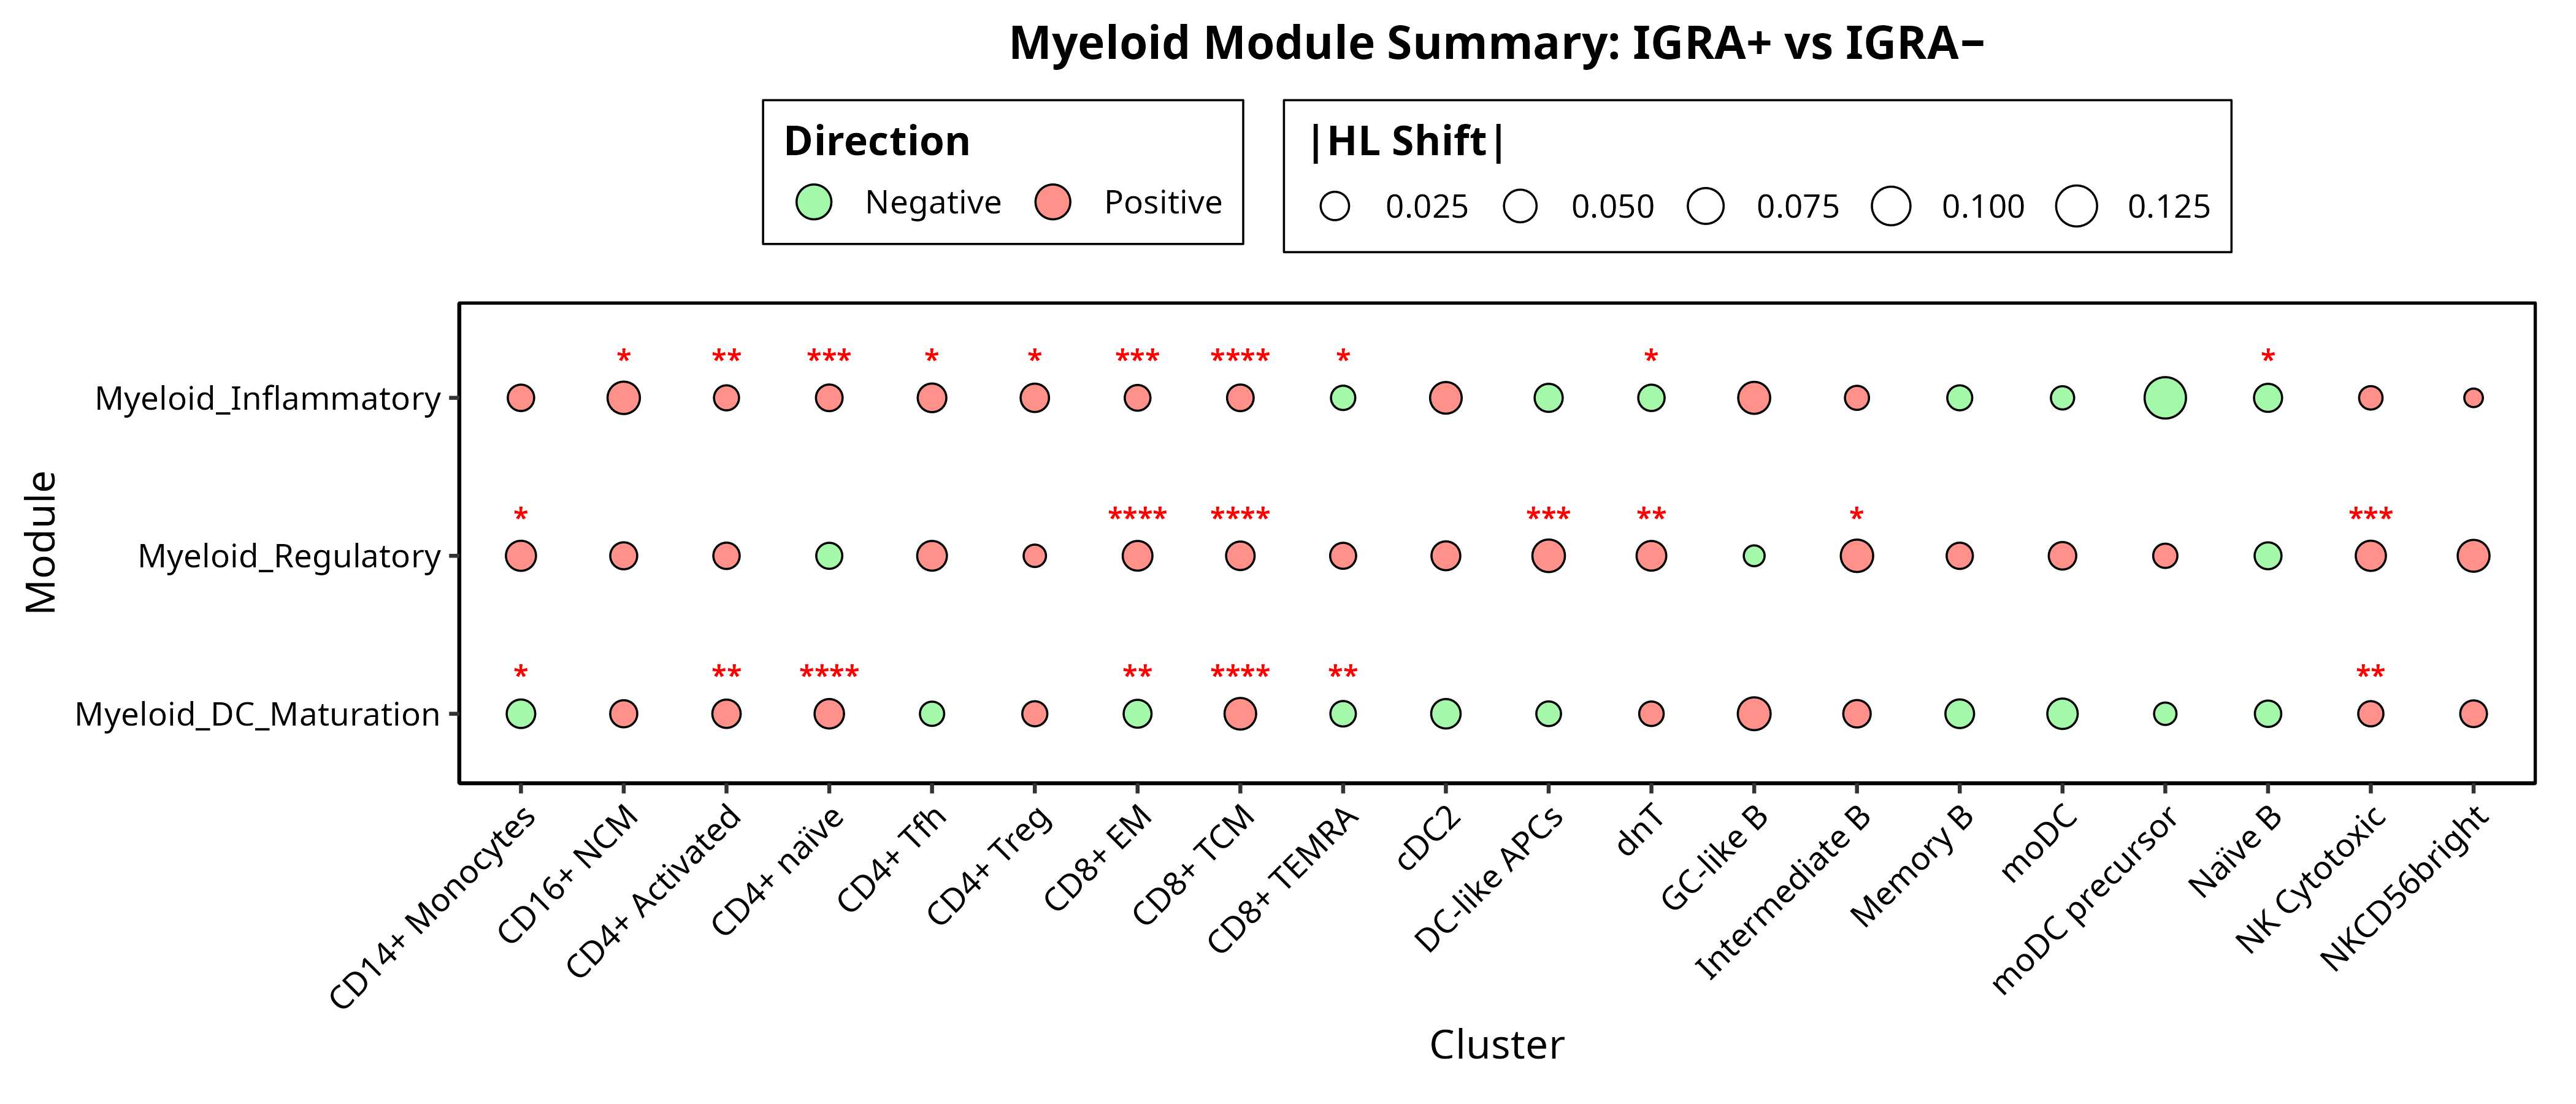 Myeloid Module Summary: IGRA+ vs IGRA−
Direction
Negative Positive
|HL Shift|
0.025 0.050 0.075 0.100 0.125
Module
* ** *** * * *** **** * * *
Myeloid_Inflammatory
* **** **** *** ** * ***
Myeloid_Regulatory
* ** **** ** **** ** **
Myeloid_DC_Maturation
CD14+ Monocytes
CD16+ NCM
CD4+ Activated
CD4+ naïve
CD4+ Tfh
CD4+ Treg
CD8+ EM
CD8+ TCM
CD8+ TEMRA
cDC2
DC-like APCs
dnT
GC-like B
Intermediate B
Memory B
moDC
moDC precursor
Naïve B
NK Cytotoxic
NKCD56bright
Cluster